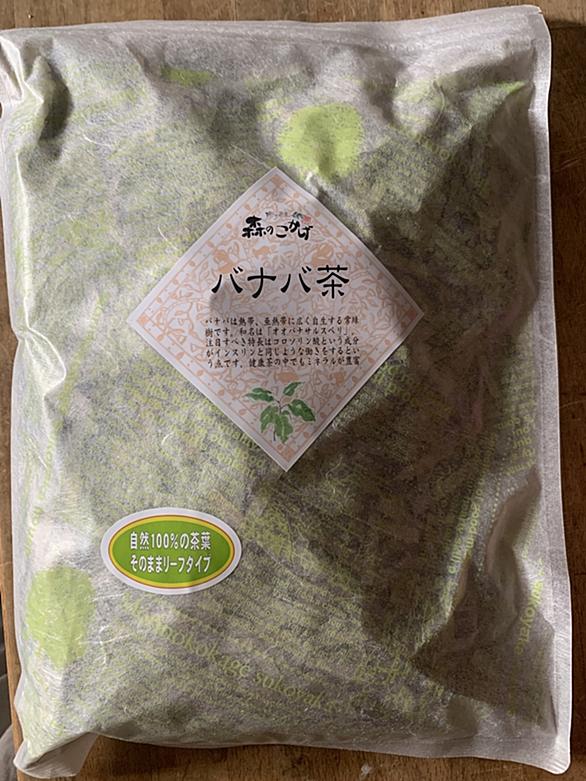 森のこかげ
バナバ茶
バナバは熱帯、亜熱帯に広く自生する常緑
樹です。和名は「オオバナサルスベリ」。
注目すべき特長はコロソリン酸という成分
がインスリンと同じような働きをするとい
う点です。健康茶の中でもミネラルが豊富
自然100%の茶葉
そのままリーフタイプ
nokokage sukoyaka